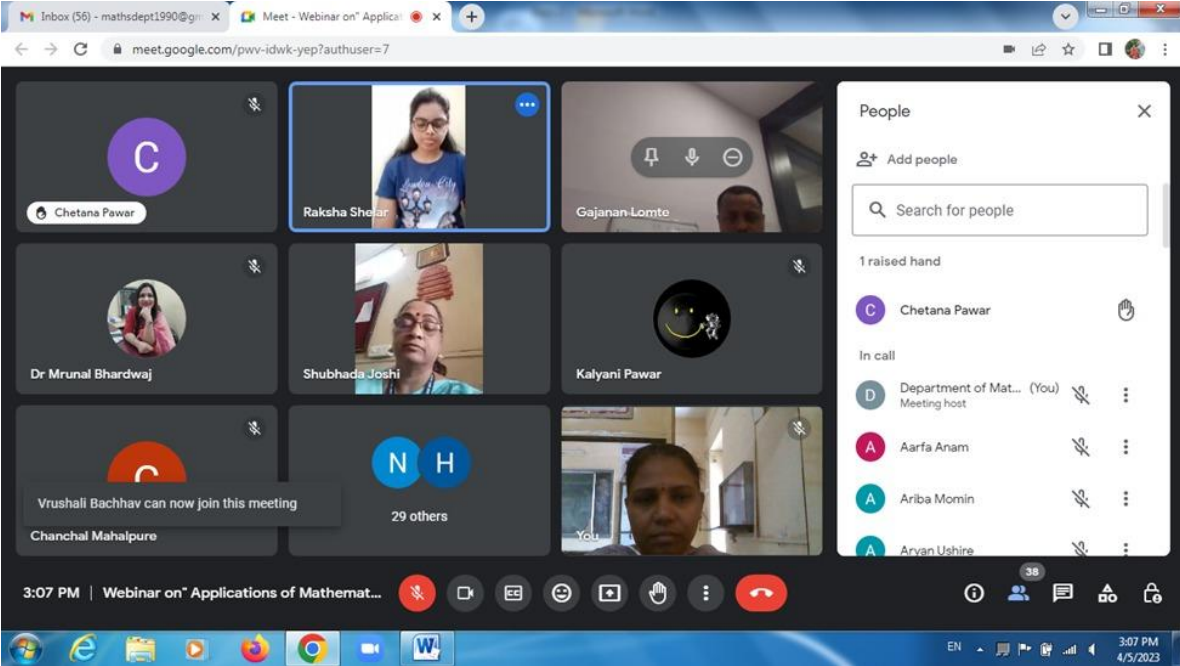 Inbox (56) - mathsdept1990@gm
Meet - Webinar on" Applicat
meet.google.com/pwv-idwk-yep?authuser=7
C
Chetana Pawar
Raksha Shelar
London City
Gajanan Lomte
Dr Mrunal Bhardwaj
Shubhada Joshi
Kalyani Pawar
C
Vrushali Bachhav can now join this meeting
Chanchal Mahalpure
N H
29 others
You
People
Add people
Search for people
1 raised hand
C Chetana Pawar
In call
D Department of Mat... (You)
Meeting host
A Aarfa Anam
A Ariba Momin
A Aryan Ushire
3:07 PM | Webinar on" Applications of Mathemat...
CC
38
W
EN
3:07 PM
4/5/2023